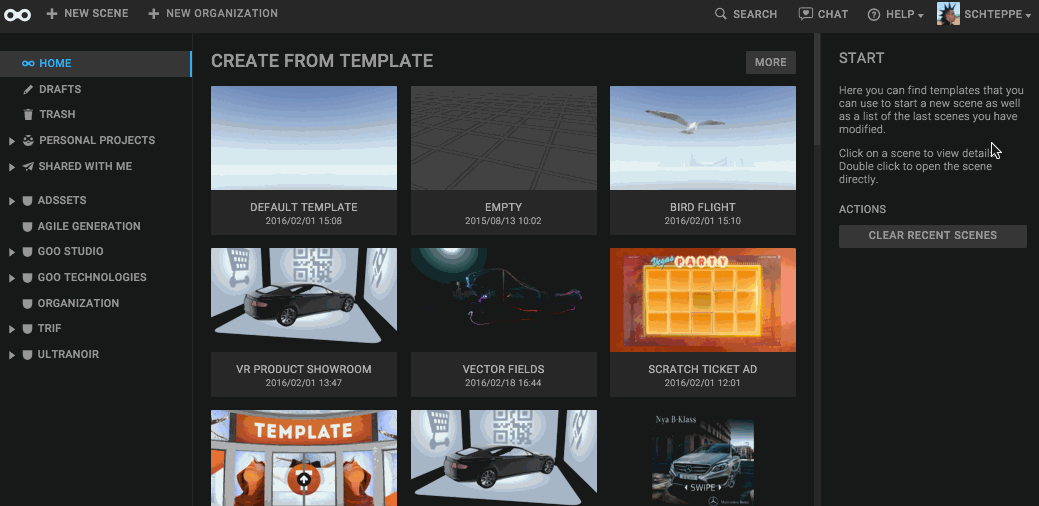 NEW SCENE
NEW ORGANIZATION
SEARCH
CHAT
HELP
SCHTEPPE
HOME
DRAFTS
TRASH
PERSONAL PROJECTS
SHARED WITH ME
ADSSETS
AGILE GENERATION
GOO STUDIO
GOO TECHNOLOGIES
ORGANIZATION
TRIF
ULTRANOIR
CREATE FROM TEMPLATE
MORE
DEFAULT TEMPLATE
2016/02/01 15:08
EMPTY
2015/08/13 10:02
BIRD FLIGHT
2016/02/01 15:10
Vegas PARTY
VR PRODUCT SHOWROOM
2016/02/01 13:47
VECTOR FIELDS
2016/02/18 16:44
SCRATCH TICKET AD
2016/02/01 12:01
TEMPLATE
Nya B-Klass
SWIPE
Mercedes-Benz
START
Here you can find templates that you
can use to start a new scene as well
as a list of the last scenes you have
modified.
Click on a scene to view details
Double click to open the scene
directly.
ACTIONS
CLEAR RECENT SCENES